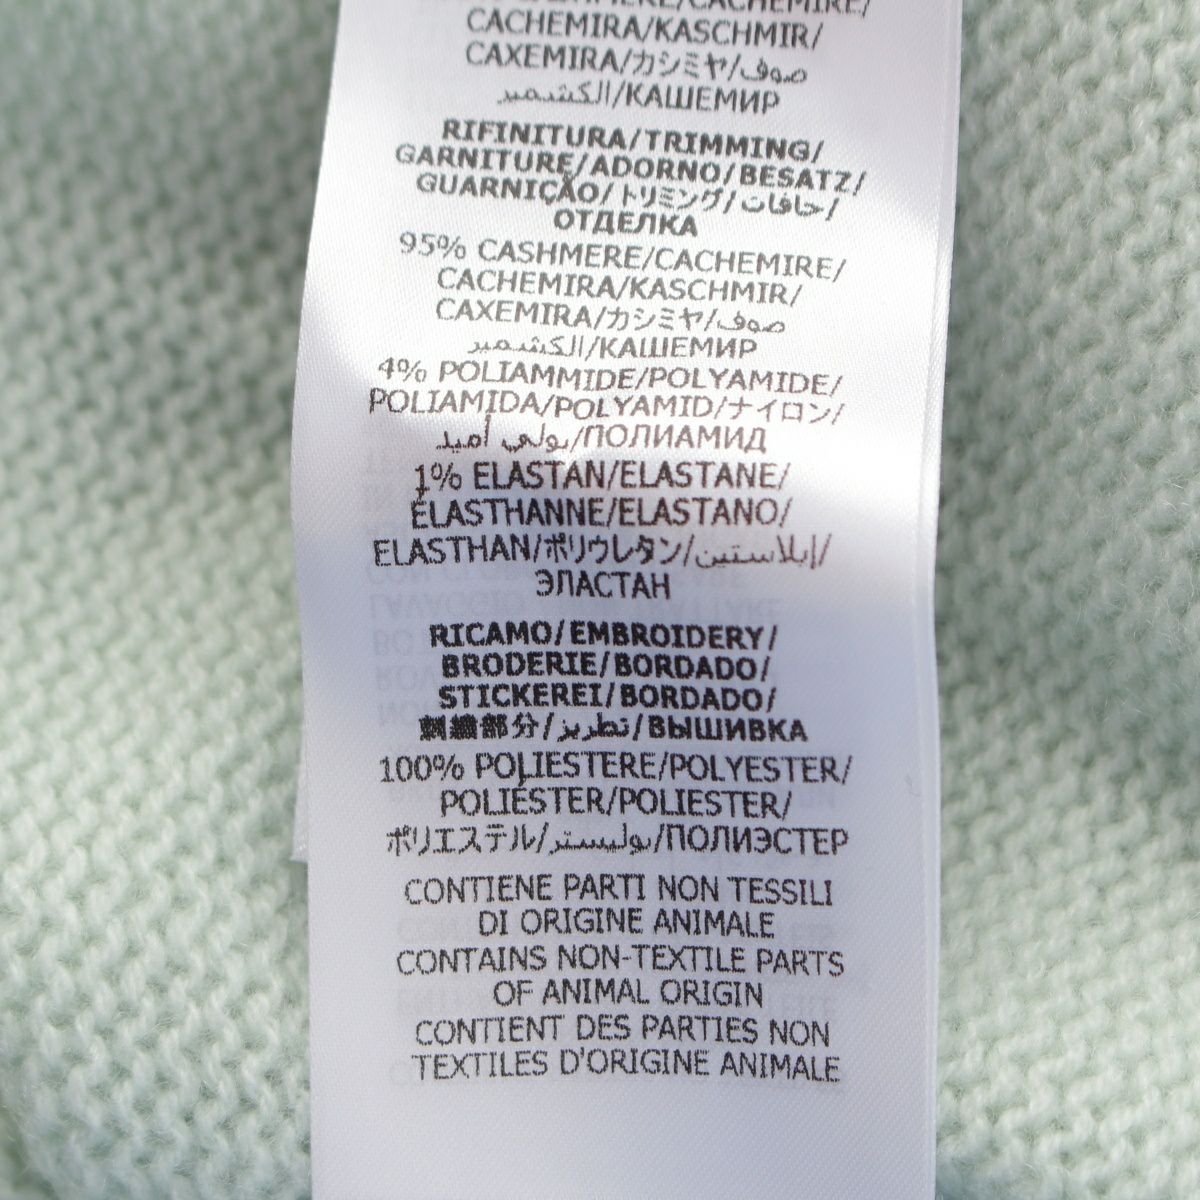 CACHEMIRE/
CACHEMIRA/KASCHMIR/
CAXEMIRA/カシミヤ/صوف
الكشمير/КАШЕМИР
RIFINITURA/TRIMMING/
GARNITURE/ADORNO/BESATZ/
GUARNIÇÃO/トリミング/حافات/
ОТДЕЛКА
95% CASHMERE/CACHEMIRE/
CACHEMIRA/KASCHMIR/
CAXEMIRA/カシミヤ/صوف
الكشمير/КАШЕМИР
4% POLIAMMIDE/POLYAMIDE/
POLIAMIDA/POLYAMID/ナイロン/
بولي أميد/ПОЛИАМИД
1% ELASTAN/ELASTANE/
ÉLASTHANNE/ELASTANO/
ELASTHAN/ポリウレタン/إيلاستين/
ЭЛАСТАН
RICAMO/EMBROIDERY/
BRODERIE/BORDADO/
STICKEREI/BORDADO/
刺繍部分/تطريز/ВЫШИВКА
100% POLIESTERE/POLYESTER/
POLIÉSTER/POLIESTER/
ポリエステル/بوليستر/ПОЛИЭСТЕР
CONTIENE PARTI NON TESSILI
DI ORIGINE ANIMALE
CONTAINS NON-TEXTILE PARTS
OF ANIMAL ORIGIN
CONTIENT DES PARTIES NON
TEXTILES D'ORIGINE ANIMALE